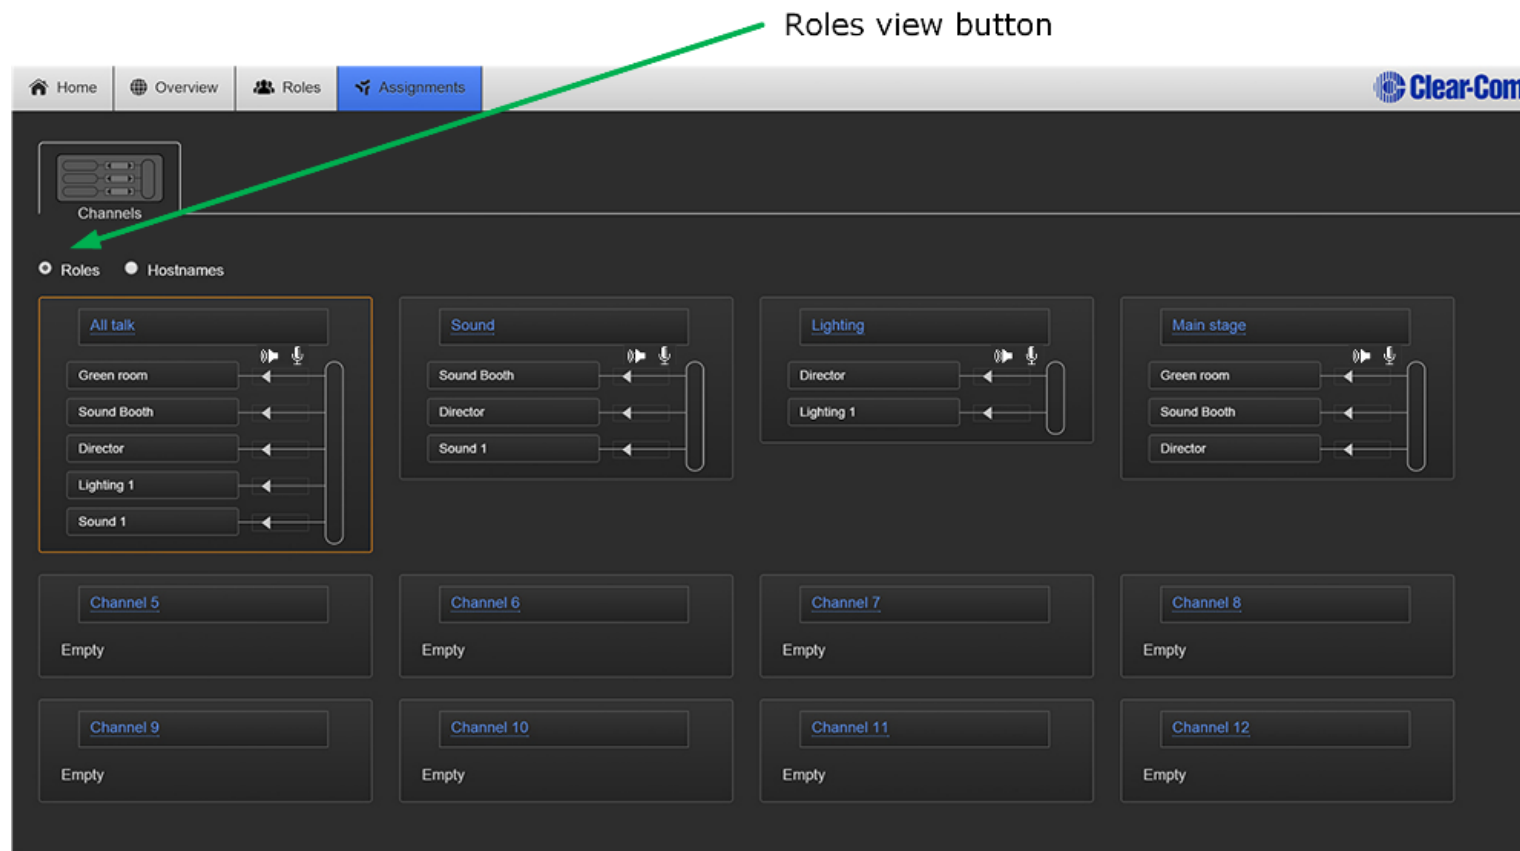 Roles view button
Home Overview Roles Assignments Clear-Com
Channels
Roles Hostnames
All talk Sound Lighting Main stage
Green room Sound Booth Director Green room
Sound Booth Director Lighting 1 Sound Booth
Director Sound 1 Director
Lighting 1
Sound 1
Channel 5 Channel 6 Channel 7 Channel 8
Empty Empty Empty Empty
Channel 9 Channel 10 Channel 11 Channel 12
Empty Empty Empty Empty